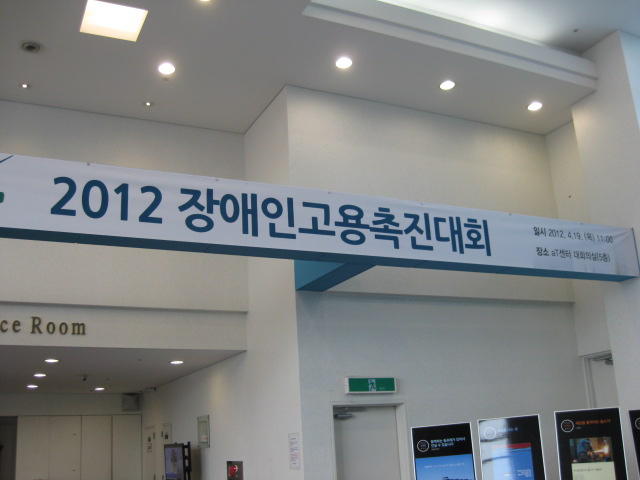 2012 장애인고용촉진대회
일시 2012. 4.19. (목) 11:00
장소 aT센터 대회의실(5층)
ce Room